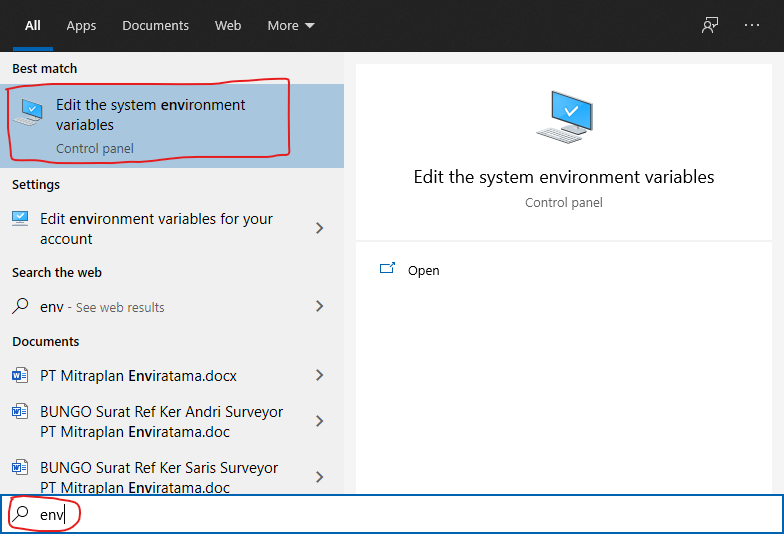 All Apps Documents Web More
Best match
Edit the system environment
variables
Control panel
Settings
Edit environment variables for your
account
Search the web
env - See web results
Documents
PT Mitraplan Enviratama.docx
BUNGO Surat Ref Ker Andri Surveyor
PT Mitraplan Enviratama.doc
BUNGO Surat Ref Ker Saris Surveyor
PT Mitraplan Enviratama.doc
env
Edit the system environment variables
Control panel
Open